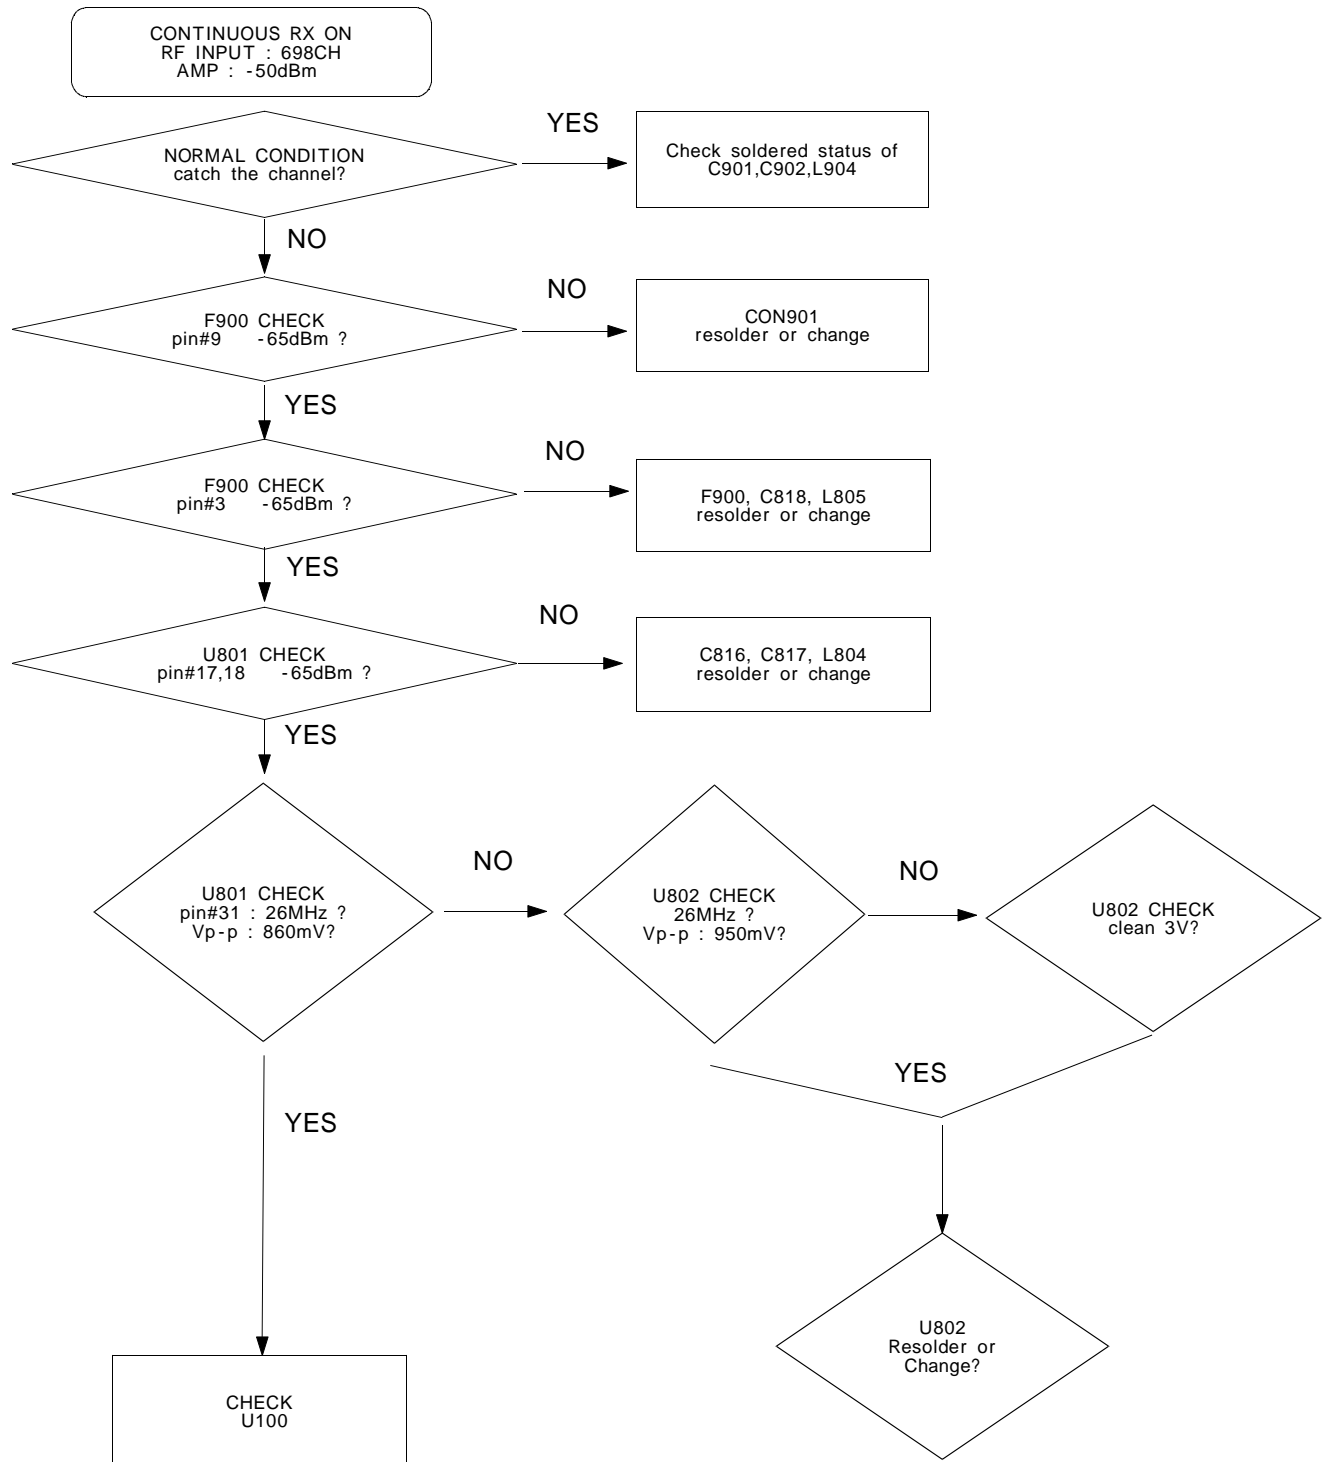 CONTINUOUS RX ON
RF INPUT : 698CH
AMP : -50dBm
NORMAL CONDITION
catch the channel?
YES
Check soldered status of
C901,C902,L904
NO
F900 CHECK
pin#9 -65dBm ?
NO
CON901
resolder or change
YES
F900 CHECK
pin#3 -65dBm ?
NO
F900, C818, L805
resolder or change
YES
U801 CHECK
pin#17,18 -65dBm ?
NO
C816, C817, L804
resolder or change
YES
U801 CHECK
pin#31 : 26MHz ?
Vp-p : 860mV?
NO
U802 CHECK
26MHz ?
Vp-p : 950mV?
NO
U802 CHECK
clean 3V?
YES
YES
U802
Resolder or
Change?
CHECK
U100